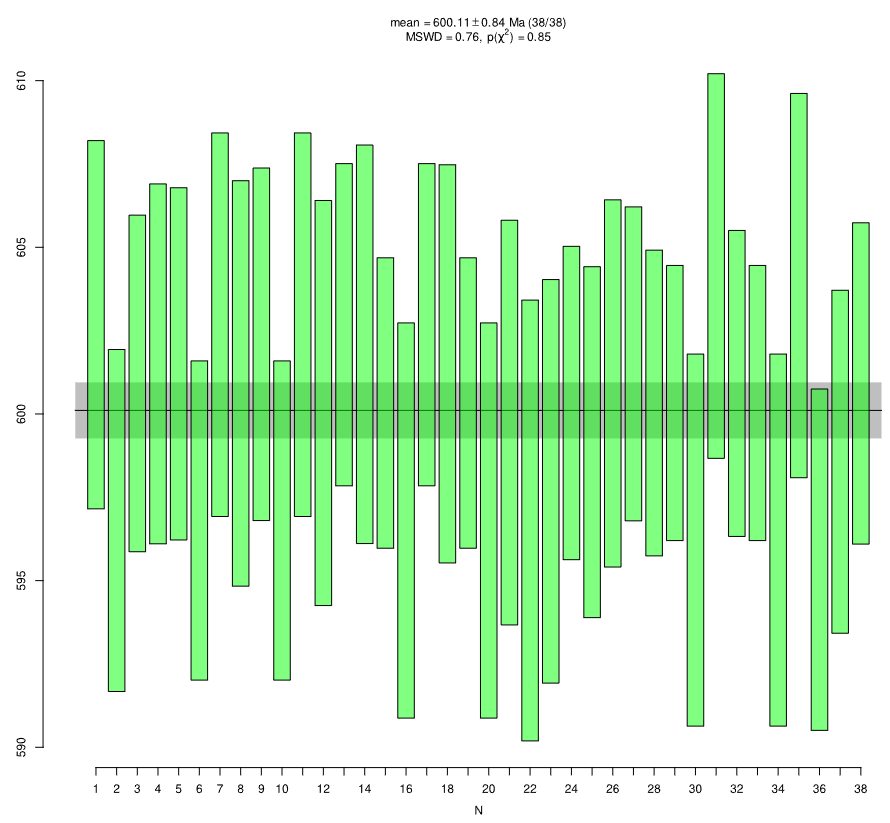 mean = 600.11 ± 0.84 Ma (38/38)
MSWD = 0.76, p(χ²) = 0.85
610
605
600
595
590
1 2 3 4 5 6 7 8 9 10 12 14 16 18 20 22 24 26 28 30 32 34 36 38
N